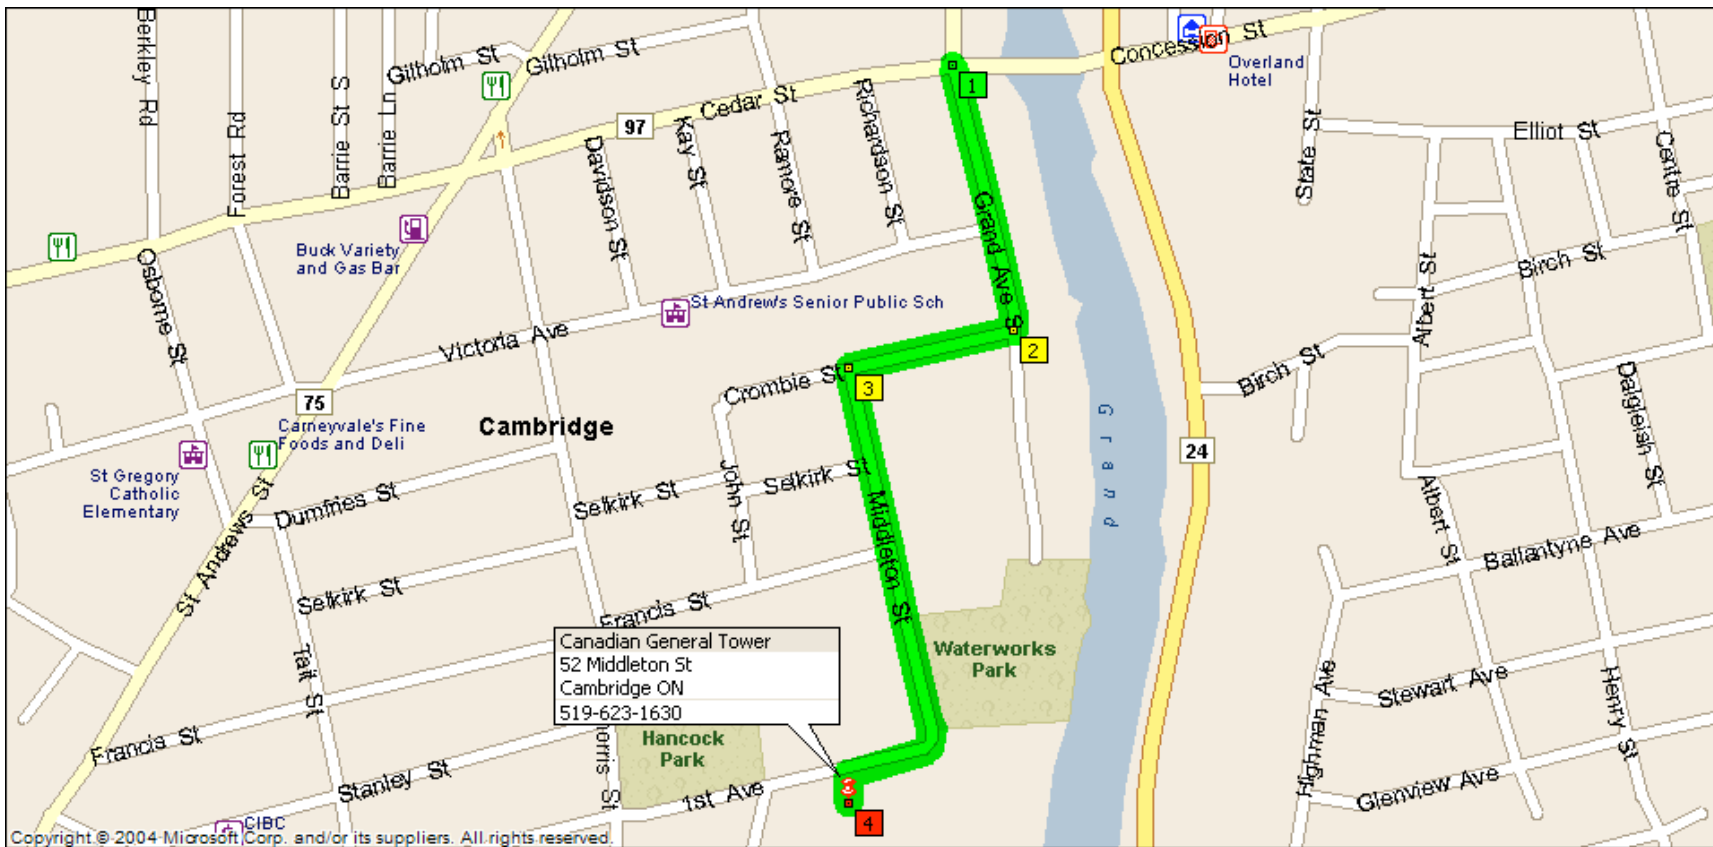 Berkley Rd
Forest Rd
Barrie St S
Barrie Ln
Gilholm St
Gilholm St
Cedar St
97
Concession St
Overland
Hotel
1
Richardson St
Ramore St
Kay St
Davidson St
Grand Ave S
State St
Elliot St
Centre St
Buck Variety
and Gas Bar
Osborne St
Victoria Ave
St Andrew's Senior Public Sch
2
3
Crombie St
Birch St
Albert St
Birch St
75
Carneyvale's Fine
Foods and Deli
Cambridge
Grand
24
Dalgleish St
St Gregory
Catholic
Elementary
St Andrews St
Dumfries St
Selkirk St
Selkirk St
John St
Middleton St
Albert St
Ballantyne Ave
Selkirk St
Francis St
Tait St
Canadian General Tower
52 Middleton St
Cambridge ON
519-623-1630
Waterworks
Park
Highman Ave
Stewart Ave
Henry St
Francis St
Stanley St
orris St
Hancock
Park
1st Ave
4
Glenview Ave
CIBC
Copyright © 2004 Microsoft Corp. and/or its suppliers. All rights reserved.